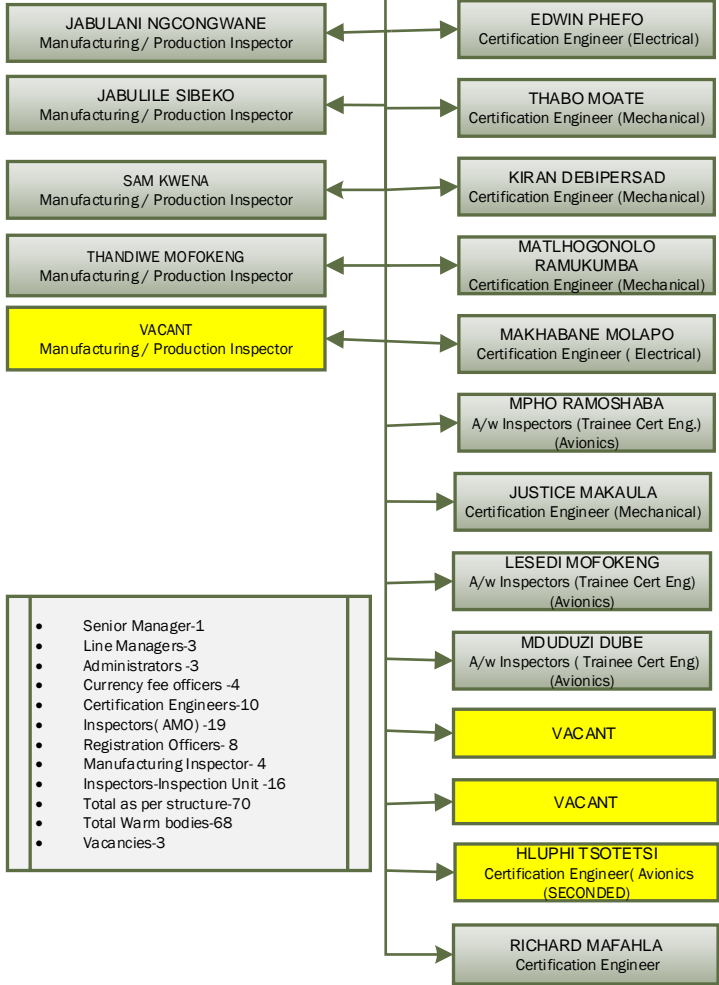 JABULANI NGCONGWANE
Manufacturing / Production Inspector
JABULILE SIBEKO
Manufacturing / Production Inspector
SAM KWENA
Manufacturing / Production Inspector
THANDIWE MOFOKENG
Manufacturing / Production Inspector
VACANT
Manufacturing / Production Inspector
EDWIN PHEFO
Certification Engineer (Electrical)
THABO MOATE
Certification Engineer (Mechanical)
KIRAN DEBIPERSAD
Certification Engineer (Mechanical)
MATLHOGONOLO
RAMUKUMBA
Certification Engineer (Mechanical)
MAKHABANE MOLAPO
Certification Engineer ( Electrical)
MPHO RAMOSHABA
A/w Inspectors (Trainee Cert Eng.)
(Avionics)
JUSTICE MAKAULA
Certification Engineer (Mechanical)
LESEDI MOFOKENG
A/w Inspectors (Trainee Cert Eng)
(Avionics)
MDUDUZI DUBE
A/w Inspectors ( Trainee Cert Eng)
(Avionics)
VACANT
VACANT
HLUPHI TSOTETSI
Certification Engineer( Avionics
(SECONDED)
RICHARD MAFAHLA
Certification Engineer
• Senior Manager-1
• Line Managers-3
• Administrators -3
• Currency fee officers -4
• Certification Engineers-10
• Inspectors( AMO) -19
• Registration Officers- 8
• Manufacturing Inspector- 4
• Inspectors-Inspection Unit -16
• Total as per structure-70
• Total Warm bodies-68
• Vacancies-3